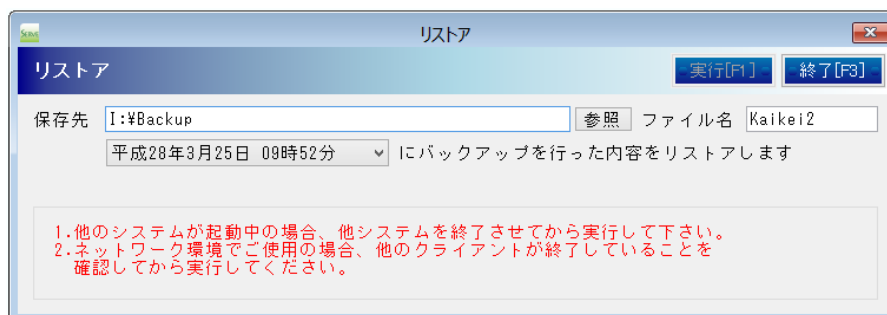 リストア
リストア
実行[F1]
終了[F3]
保存先 I:¥Backup 参照 ファイル名 Kaikei2
平成28年3月25日 09時52分 にバックアップを行った内容をリストアします
1.他のシステムが起動中の場合、他システムを終了させてから実行して下さい。
2.ネットワーク環境でご使用の場合、他のクライアントが終了していることを
確認してから実行してください。